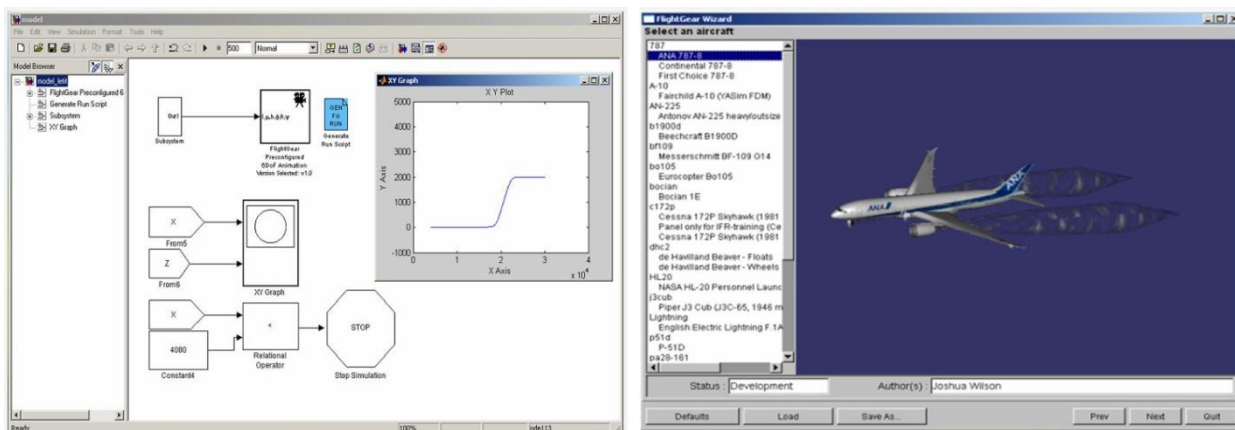 model
File Edit View Simulation Format Tools Help
500
Normal
Model Browser
FlightGear Preconfigured 6
Generate Run Script
Subsystem
XY Graph
Out1
Subsystem
FlightGear
Preconfigured
6DoF Animation
Version Selected: v1.0
GEN
FG
RUN
Generate
Run Script
X
From5
Z
From6
XY Graph
X
4000
Constant4
<
Relational
Operator
STOP
Stop Simulation
XY Graph
X Y Plot
Y Axis
5000
4000
3000
2000
1000
0
-1000
0
1
2
3
4
X Axis
x 10^4
Ready
100%
ode113
FlightGear Wizard
Select an aircraft
787
ANA 787-8
Continental 787-8
First Choice 787-8
A-10
Fairchild A-10 (YASim FDM)
AN-225
Antonov AN-225 heavy/outsize
b1900d
Beechcraft B1900D
bf109
Messerschmitt BF-109 G14
bo105
Eurocopter Bo105
bocian
Bocian 1E
c172p
Cessna 172P Skyhawk (1981
Panel only for IFR-training (Ce
Cessna 172P Skyhawk (1981
dhc2
de Havilland Beaver - Floats
de Havilland Beaver - Wheels
HL20
NASA HL-20 Personnel Launc
j3cub
Piper J3 Cub (J3C-65, 1946 m
Lightning
English Electric Lightning F.1A
p51d
P-51D
pa28-161
ANA
ANA
Status : Development
Author(s) : Joshua Wilson
Defaults
Load
Save As...
Prev
Next
Quit